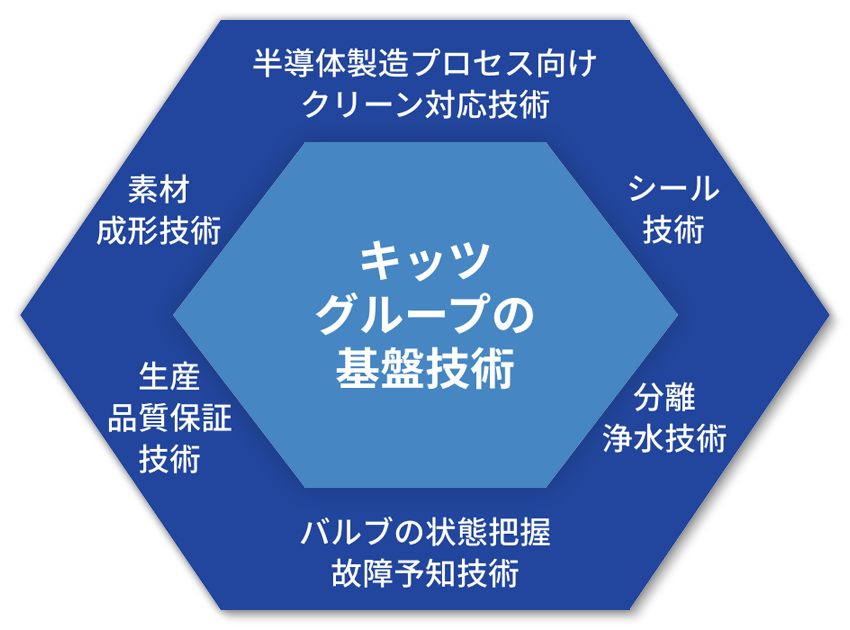 半導体製造プロセス向け
クリーン対応技術
素材
成形技術
シール
技術
キッツ
グループの
基盤技術
生産
品質保証
技術
分離
浄水技術
バルブの状態把握
故障予知技術